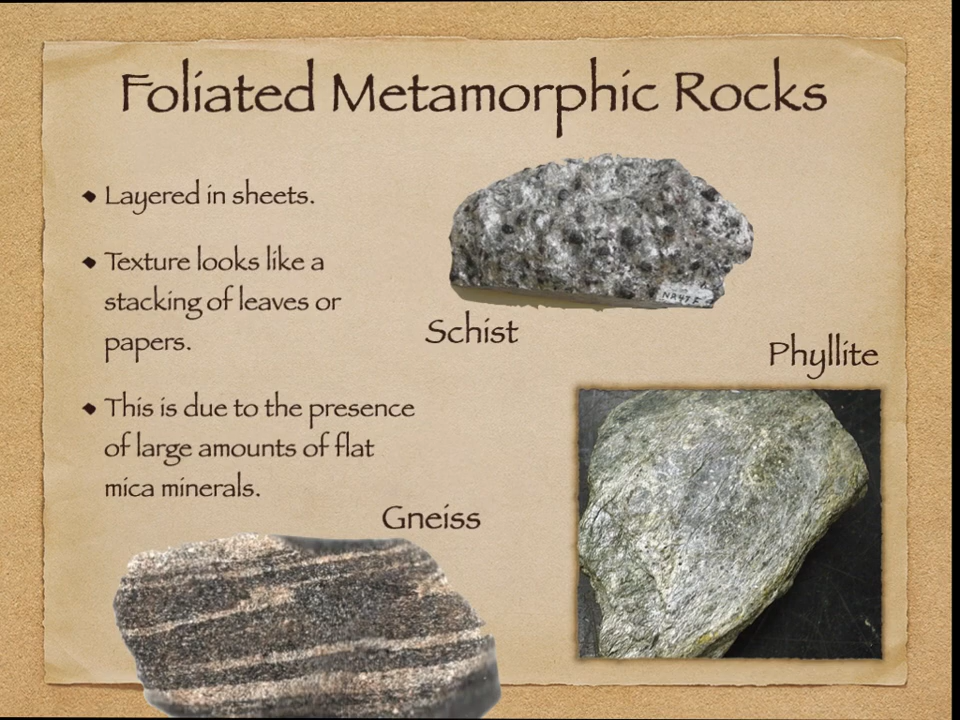 Foliated Metamorphic Rocks
• Layered in sheets.
• Texture looks like a
stacking of leaves or
papers.
• This is due to the presence
of large amounts of flat
mica minerals.
Schist
Phyllite
Gneiss